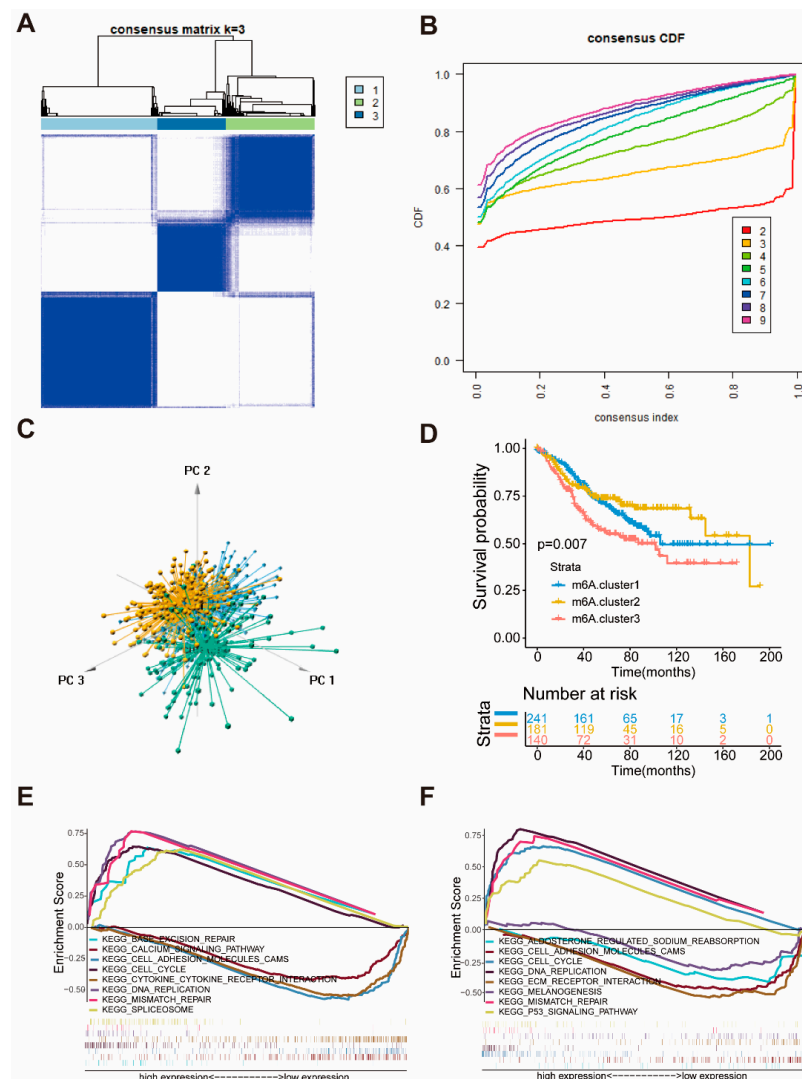 A
consensus matrix k=3
1
2
3
B
consensus CDF
CDF
1.0
0.8
0.6
0.4
0.2
0.0
2
3
4
5
6
7
8
9
0.0 0.2 0.4 0.6 0.8 1.0
consensus index
C
PC 2
PC 3
PC 1
D
Survival probability
1.00
0.75
0.50
0.25
0.00
p=0.007
Strata
m6A.cluster1
m6A.cluster2
m6A.cluster3
0 40 80 120 160 200
Time(months)
Number at risk
Strata
241 161 65 17 3 1
181 119 45 16 5 0
140 72 31 10 2 0
0 40 80 120 160 200
Time(months)
E
Enrichment Score
0.75
0.50
0.25
0.00
−0.25
−0.50
KEGG_BASE_EXCISION_REPAIR
KEGG_CALCIUM_SIGNALING_PATHWAY
KEGG_CELL_ADHESION_MOLECULES_CAMS
KEGG_CELL_CYCLE
KEGG_CYTOKINE_CYTOKINE_RECEPTOR_INTERACTION
KEGG_DNA_REPLICATION
KEGG_MISMATCH_REPAIR
KEGG_SPLICEOSOME
high expression<------------->low expression
F
Enrichment Score
0.75
0.50
0.25
0.00
−0.25
−0.50
KEGG_ALDOSTERONE_REGULATED_SODIUM_REABSORPTION
KEGG_CELL_ADHESION_MOLECULES_CAMS
KEGG_CELL_CYCLE
KEGG_DNA_REPLICATION
KEGG_ECM_RECEPTOR_INTERACTION
KEGG_MELANOGENESIS
KEGG_MISMATCH_REPAIR
KEGG_P53_SIGNALING_PATHWAY
high expression<------------->low expression